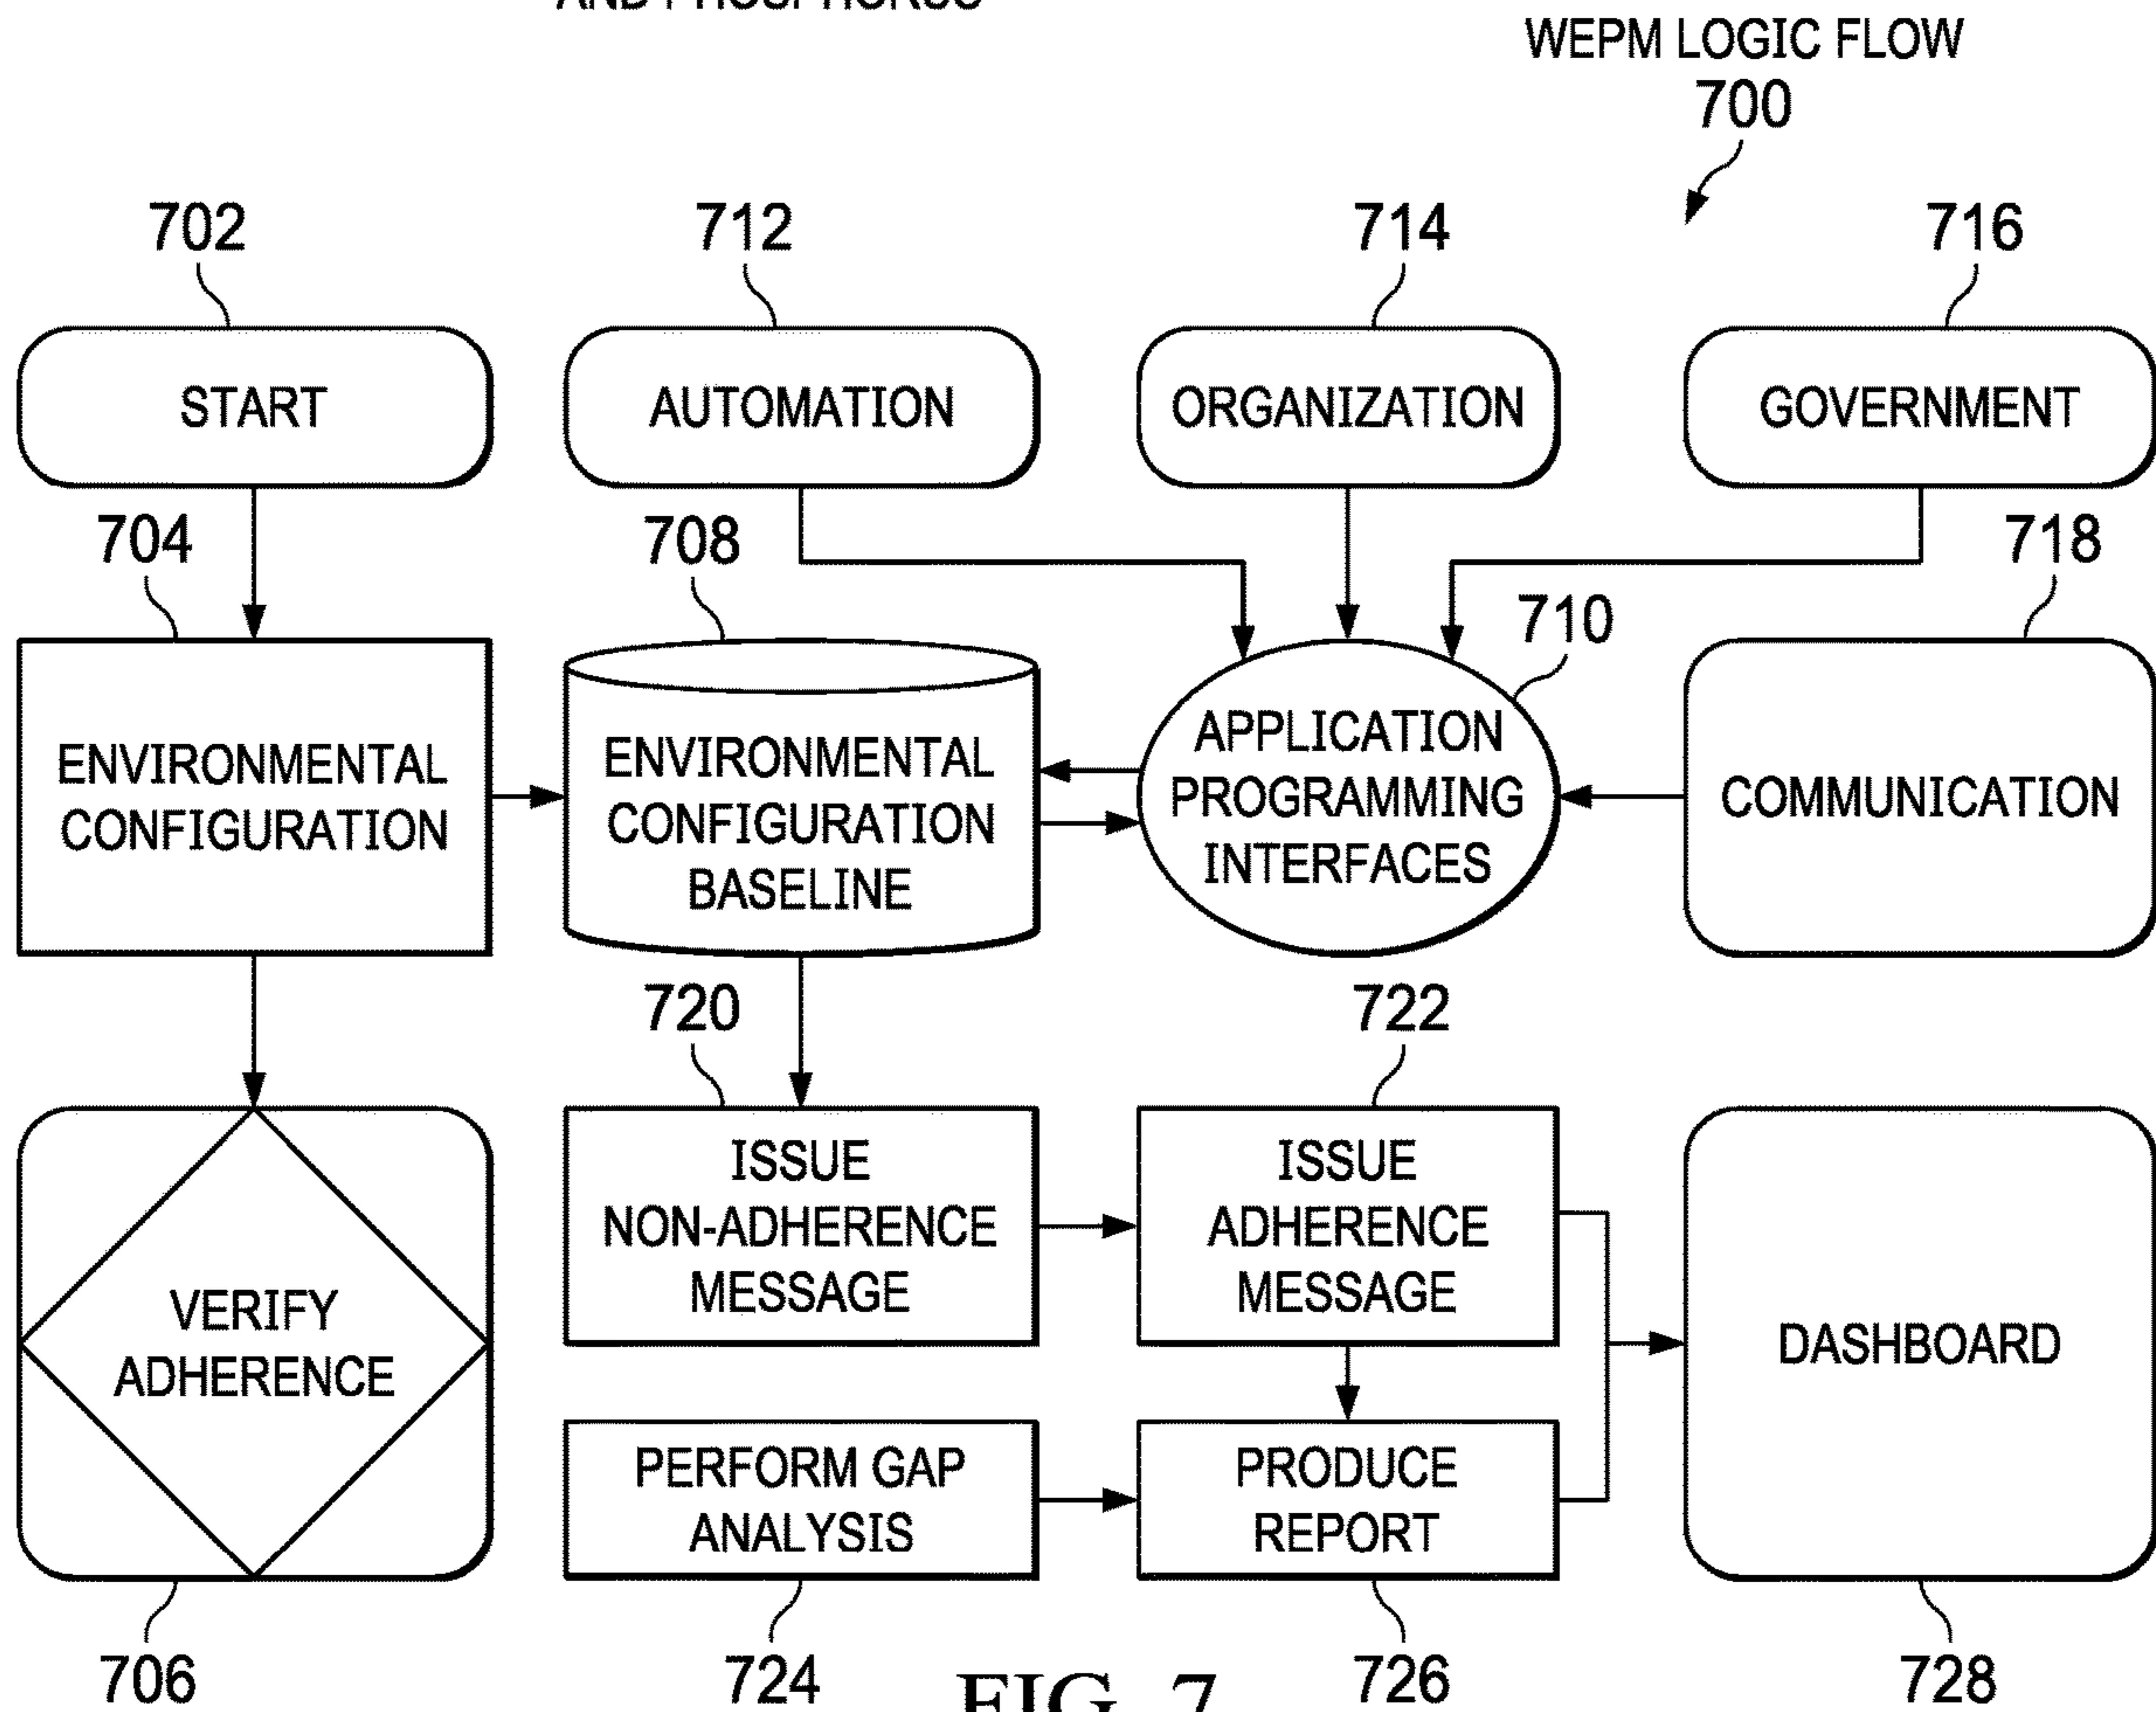 WEPM LOGIC FLOW
700
702
712
714
716
START
AUTOMATION
ORGANIZATION
GOVERNMENT
704
708
710
718
ENVIRONMENTAL
CONFIGURATION
ENVIRONMENTAL
CONFIGURATION
BASELINE
APPLICATION
PROGRAMMING
INTERFACES
COMMUNICATION
720
722
VERIFY
ADHERENCE
ISSUE
NON-ADHERENCE
MESSAGE
ISSUE
ADHERENCE
MESSAGE
DASHBOARD
PERFORM GAP
ANALYSIS
PRODUCE
REPORT
706
724
726
728
FIG. 7